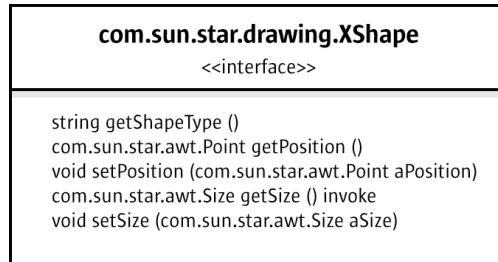 com.sun.star.drawing.XShape
<<interface>>
string getShapeType ()
com.sun.star.awt.Point getPosition ()
void setPosition (com.sun.star.awt.Point aPosition)
com.sun.star.awt.Size getSize () invoke
void setSize (com.sun.star.awt.Size aSize)